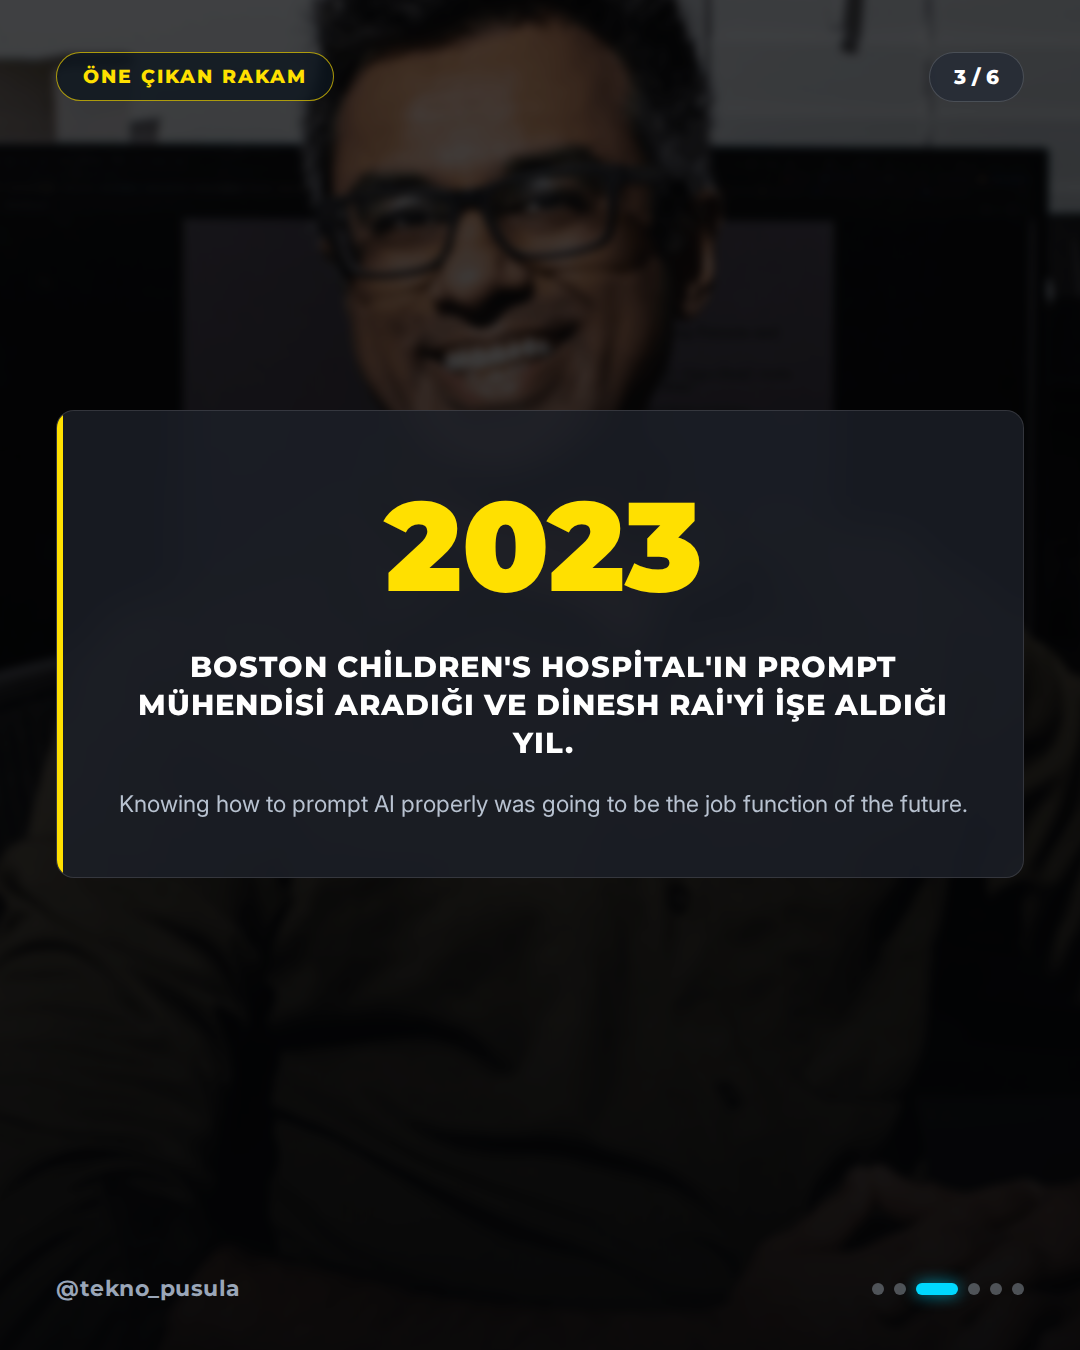 ÖNE ÇIKAN RAKAM
3 / 6
2023
BOSTON CHİLDREN'S HOSPİTAL'IN PROMPT
MÜHENDİSİ ARADIĞI VE DİNESH RAİ'Yİ İŞE ALDIĞI
YIL.
Knowing how to prompt AI properly was going to be the job function of the future.
@tekno_pusula